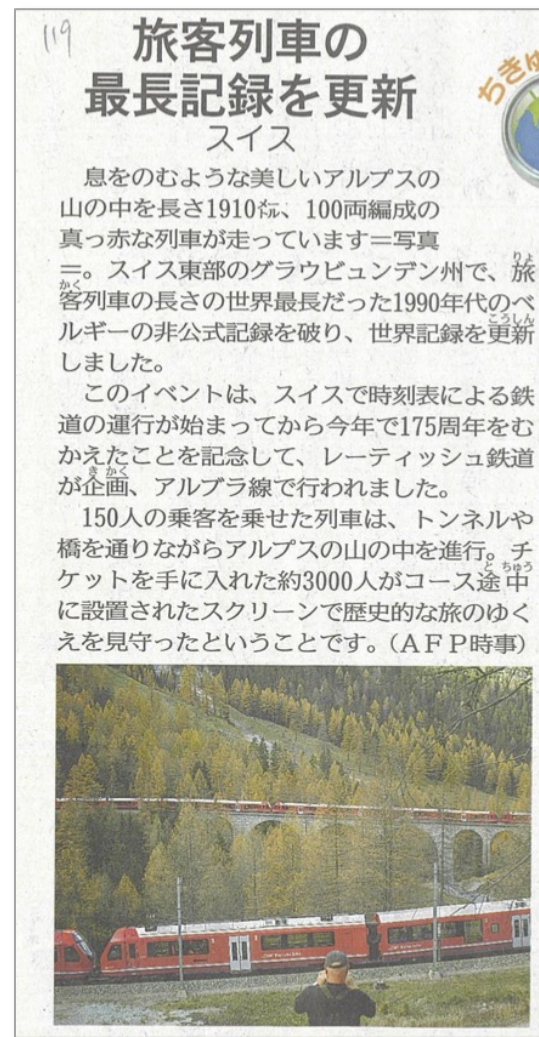 119
旅客列車の
最長記録を更新
スイス
ちきゅ
息をのむような美しいアルプスの
山の中を長さ1910㍍、100両編成の
真っ赤な列車が走っています=写真
=。スイス東部のグラウビュンデン州で、旅
客列車の長さの世界最長だった1990年代のベ
ルギーの非公式記録を破り、世界記録を更新
しました。
このイベントは、スイスで時刻表による鉄
道の運行が始まってから今年で175周年をむ
かえたことを記念して、レーティッシュ鉄道
が企画、アルブラ線で行われました。
150人の乗客を乗せた列車は、トンネルや
橋を通りながらアルプスの山の中を進行。チ
ケットを手に入れた約3000人がコース途中
に設置されたスクリーンで歴史的な旅のゆく
えを見守ったということです。(AFP時事)